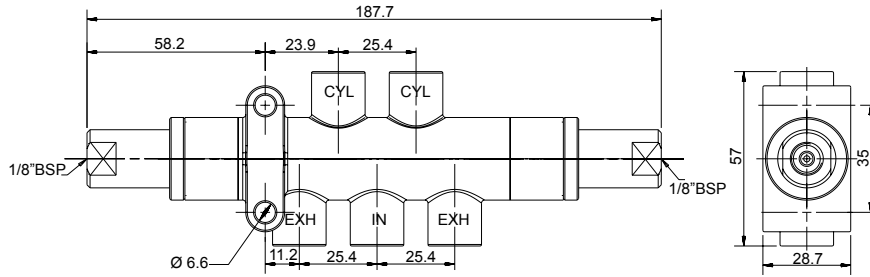 187.7
58.2
23.9
25.4
CYL
CYL
1/8"BSP
1/8"BSP
EXH
IN
EXH
Ø 6.6
11.2
25.4
25.4
57
35
28.7